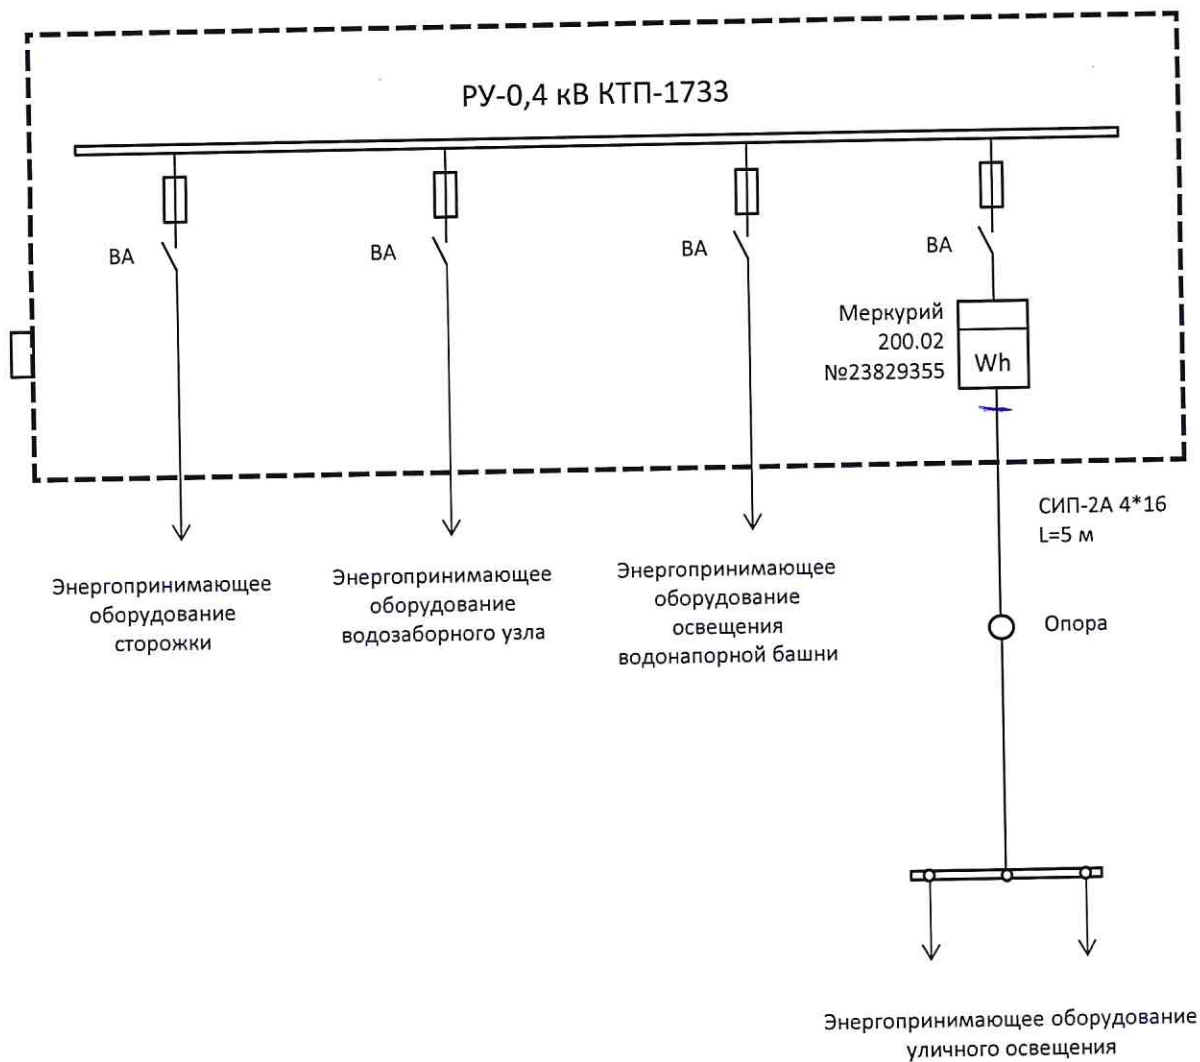 РУ-0,4 кВ КТП-1733
ВА
ВА
ВА
ВА
Меркурий
200.02
№23829355
Wh
СИП-2А 4*16
L=5 м
Опора
Энергопринимающее
оборудование
сторожки
Энергопринимающее
оборудование
водозаборного узла
Энергопринимающее
оборудование
освещения
водонапорной башни
Энергопринимающее оборудование
уличного освещения